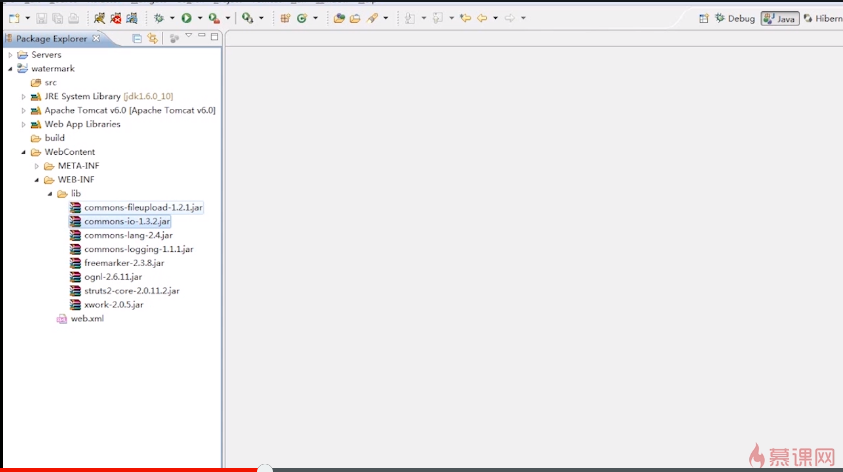 Debug
Java
Hibern
Package Explorer
Servers
watermark
src
JRE System Library [jdk1.6.0_10]
Apache Tomcat v6.0 [Apache Tomcat v6.0]
Web App Libraries
build
WebContent
META-INF
WEB-INF
lib
commons-fileupload-1.2.1.jar
commons-io-1.3.2.jar
commons-lang-2.4.jar
commons-logging-1.1.1.jar
freemarker-2.3.8.jar
ognl-2.6.11.jar
struts2-core-2.0.11.2.jar
xwork-2.0.5.jar
web.xml
慕课网